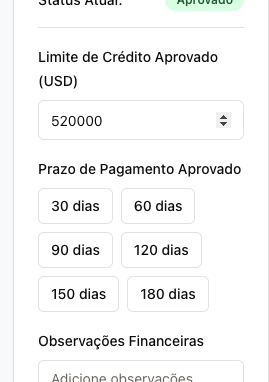 Status Atual:
Aprovado
Limite de Crédito Aprovado
(USD)
520000
Prazo de Pagamento Aprovado
30 dias
60 dias
90 dias
120 dias
150 dias
180 dias
Observações Financeiras
Adicione observações